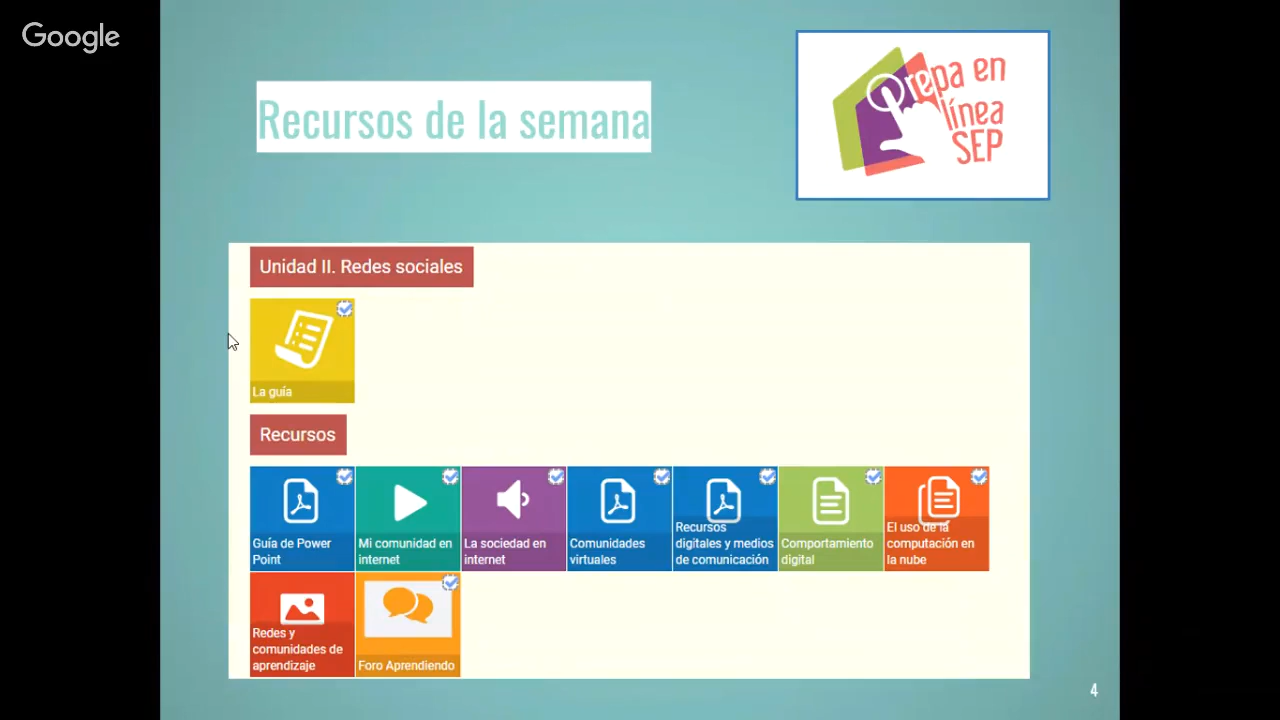 Google
Recursos de la semana
Prepa en
línea
SEP
Unidad II. Redes sociales
La guía
Recursos
Guía de Power
Point
Mi comunidad en
internet
La sociedad en
internet
Comunidades
virtuales
Recursos
digitales y medios
de comunicación
Comportamiento
digital
El uso de la
computación en
la nube
Redes y
comunidades de
aprendizaje
Foro Aprendiendo
4